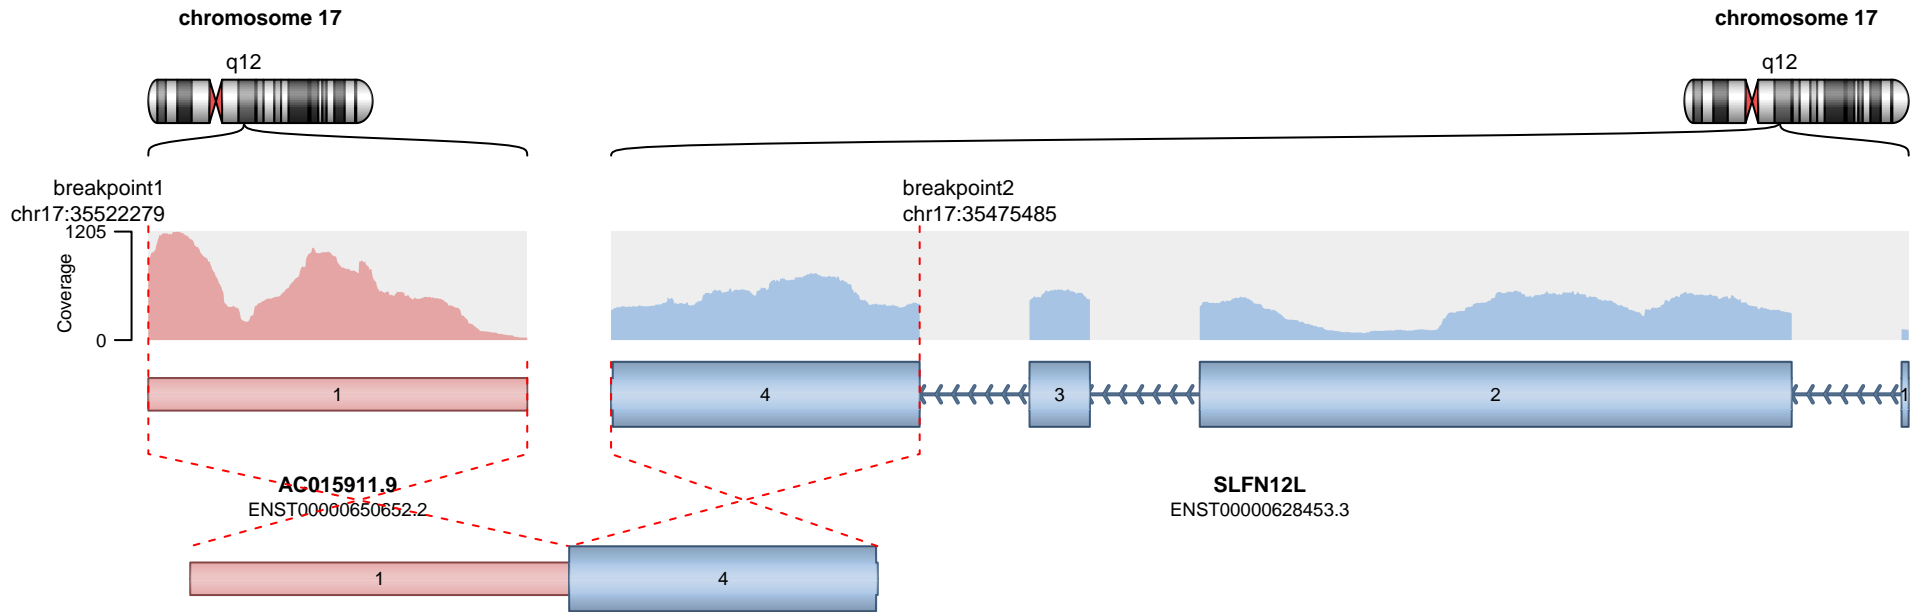 chromosome 17
chromosome 17
q12
q12
breakpoint1
chr17:35522279
breakpoint2
chr17:35475485
1205
Coverage
0
1
4
3
2
1
AC015911.9
ENST00000650652.2
SLFN12L
ENST00000628453.3
1
4